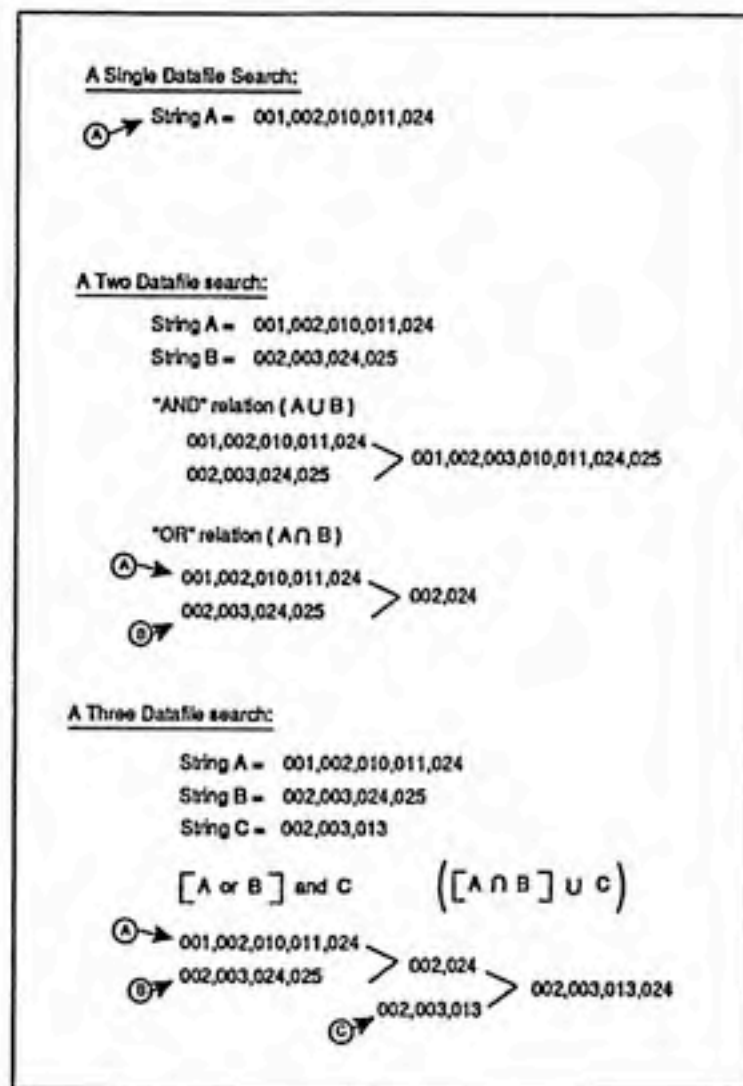 A Single Datafile Search:
String A = 001,002,010,011,024
A
A Two Datafile search:
String A = 001,002,010,011,024
String B = 002,003,024,025
"AND" relation ( A ∪ B )
001,002,010,011,024
001,002,003,010,011,024,025
002,003,024,025
"OR" relation ( A ∩ B )
A
001,002,010,011,024
002,024
002,003,024,025
B
A Three Datafile search:
String A = 001,002,010,011,024
String B = 002,003,024,025
String C = 002,003,013
[ A or B ] and C ( [ A ∩ B ] ∪ C )
A
001,002,010,011,024
002,024
002,003,024,025
B
002,003,013,024
002,003,013
C